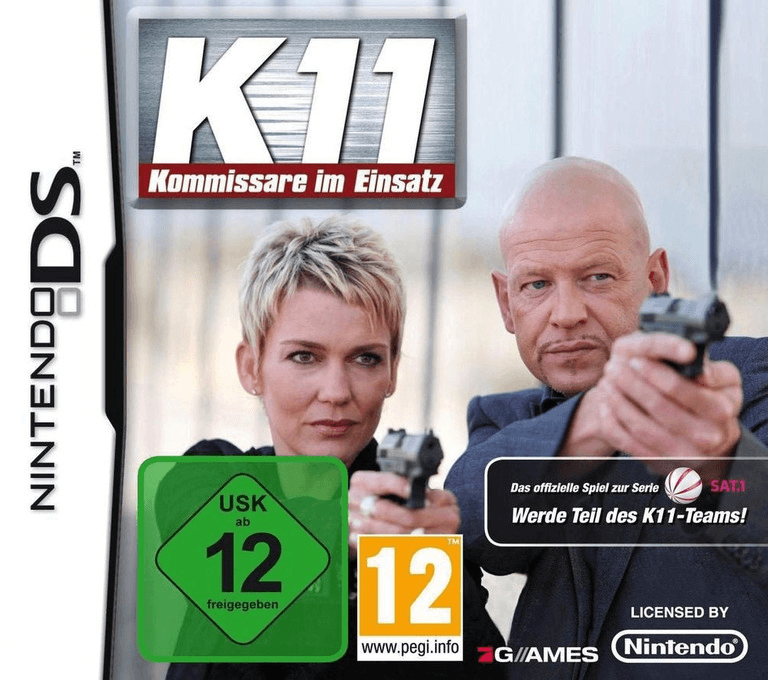 K11
Kommissare im Einsatz
NINTENDO DS TM
Das offizielle Spiel zur Serie SAT.1
Werde Teil des K11-Teams!
USK
ab
12
freigegeben
12 TM
www.pegi.info
7G//AMES
LICENSED BY
Nintendo®